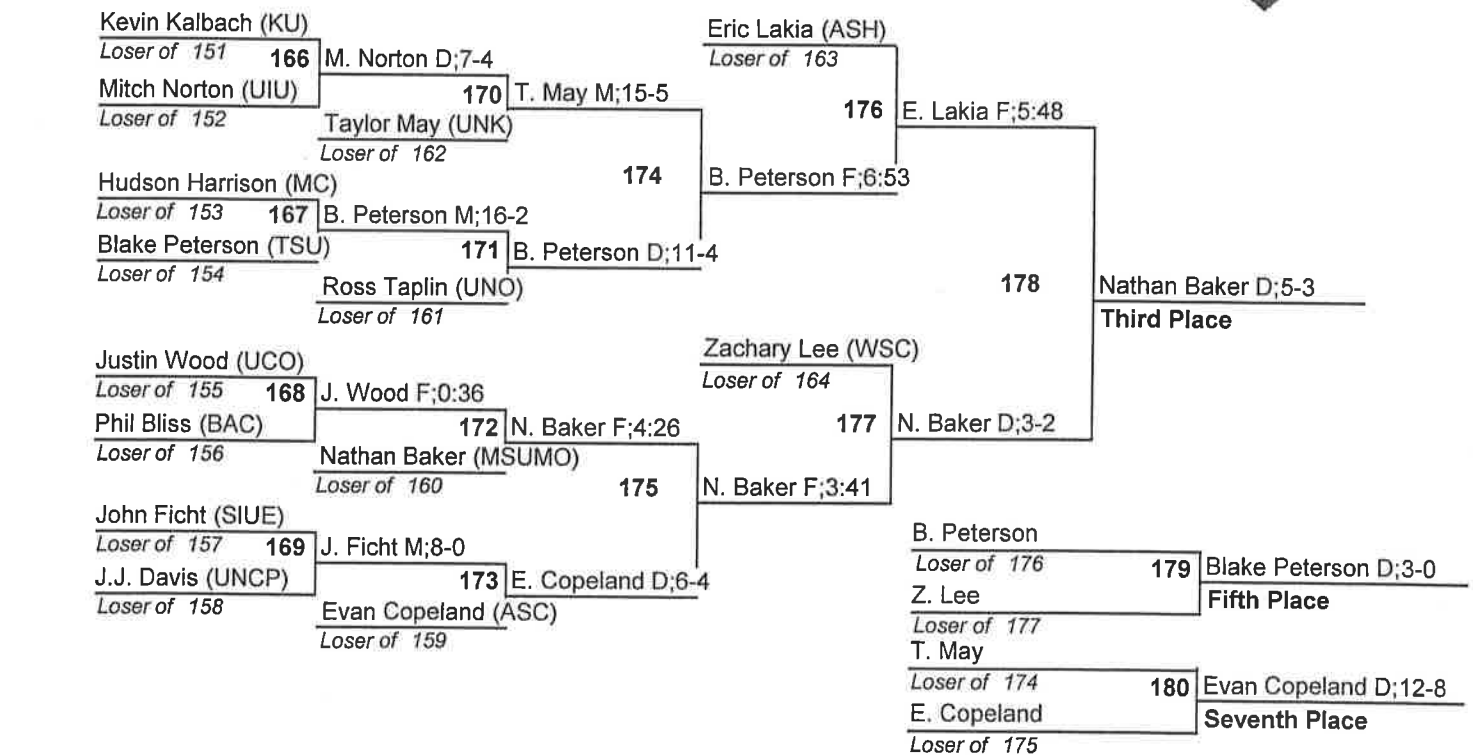 Kevin Kalbach (KU)
Loser of 151
166
M. Norton D;7-4
Mitch Norton (UIU)
Loser of 152
170
T. May M;15-5
Taylor May (UNK)
Loser of 162
Hudson Harrison (MC)
Loser of 153
167
B. Peterson M;16-2
Blake Peterson (TSU)
Loser of 154
171
B. Peterson D;11-4
Ross Taplin (UNO)
Loser of 161
174
B. Peterson F;6:53
Eric Lakia (ASH)
Loser of 163
176
E. Lakia F;5:48
Justin Wood (UCO)
Loser of 155
168
J. Wood F;0:36
Phil Bliss (BAC)
Loser of 156
172
N. Baker F;4:26
Nathan Baker (MSUMO)
Loser of 160
John Ficht (SIUE)
Loser of 157
169
J. Ficht M;8-0
J.J. Davis (UNCP)
Loser of 158
173
E. Copeland D;6-4
Evan Copeland (ASC)
Loser of 159
175
N. Baker F;3:41
Zachary Lee (WSC)
Loser of 164
177
N. Baker D;3-2
178
Nathan Baker D;5-3
Third Place
B. Peterson
Loser of 176
179
Blake Peterson D;3-0
Z. Lee
Fifth Place
Loser of 177
T. May
Loser of 174
180
Evan Copeland D;12-8
E. Copeland
Seventh Place
Loser of 175